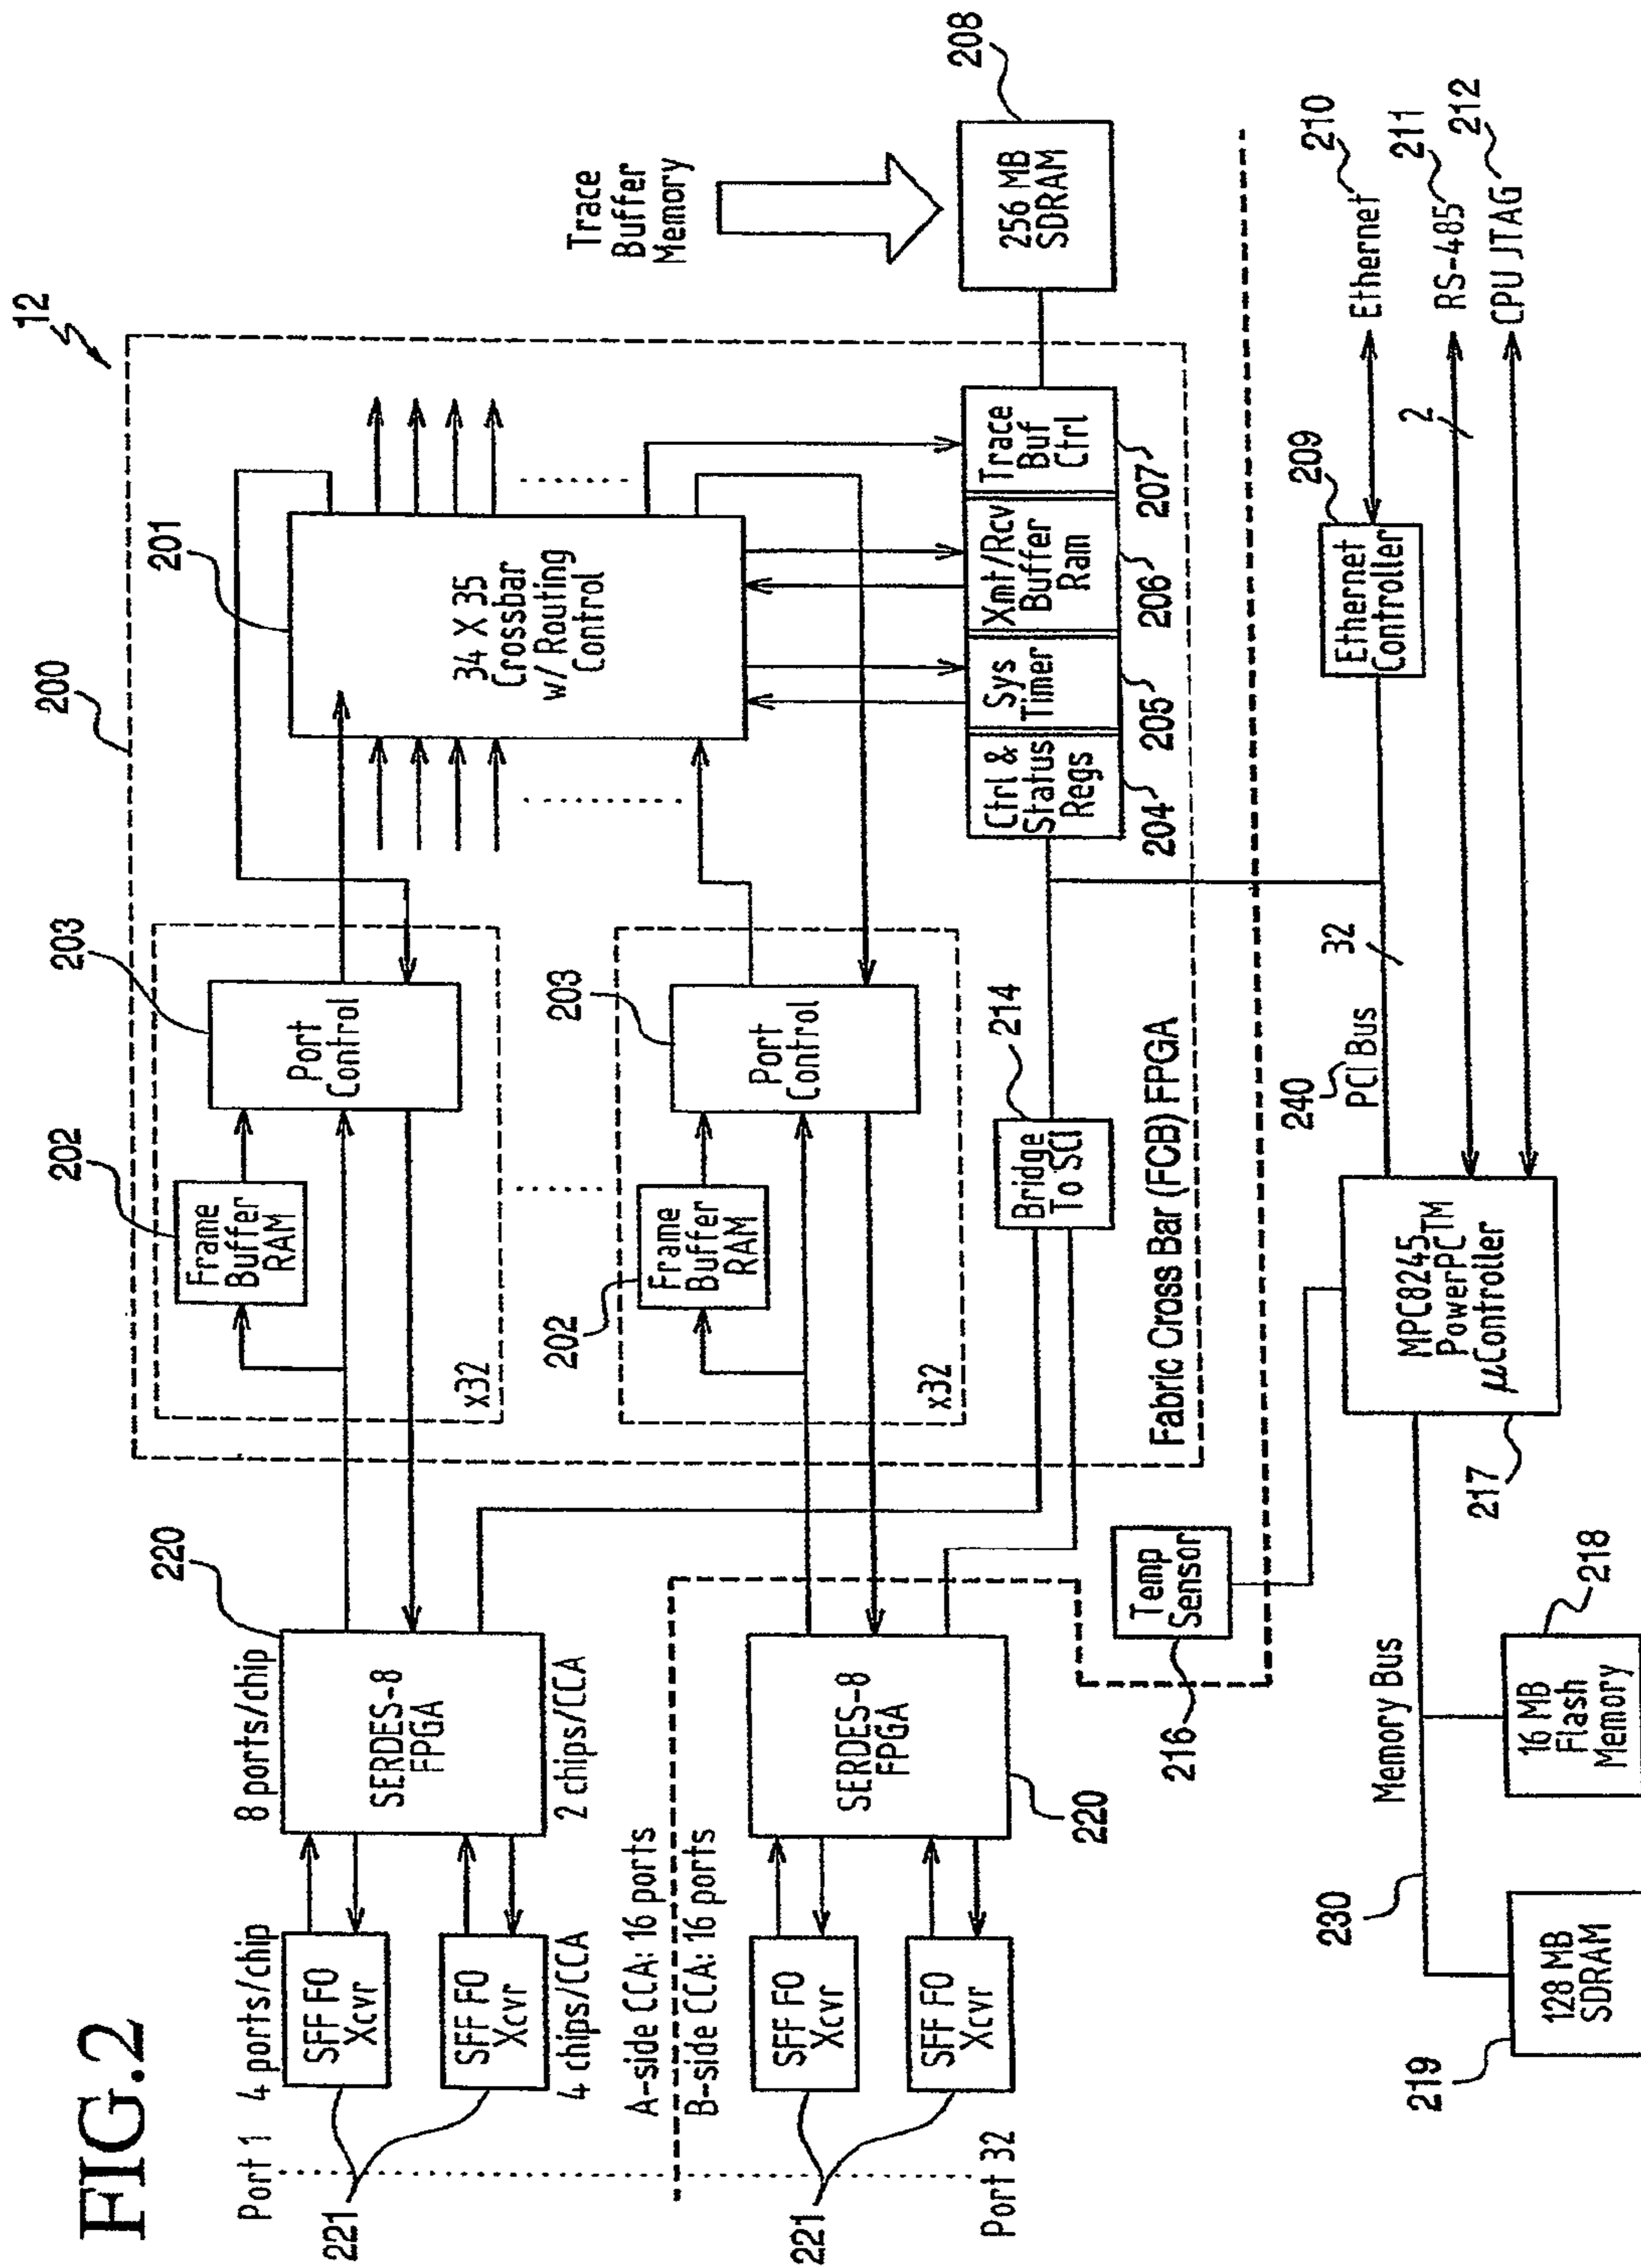 FIG.2
12
200
Port 1
4 ports/chip
SFF FO
Xcvr
SFF FO
Xcvr
4 chips/CCA
221
8 ports/chip
220
SERDES-8
FPGA
2 chips/CCA
202
Frame
Buffer
RAM
203
Port
Control
x32
201
34 X 35
Crossbar
w/ Routing
Control
Trace
Buffer
Memory
208
256 MB
SDRAM
A-side CCA: 16 ports
B-side CCA: 16 ports
SFF FO
Xcvr
SFF FO
Xcvr
221
Port 32
SERDES-8
FPGA
220
202
Frame
Buffer
RAM
203
Port
Control
x32
Ctrl &
Status
Regs
204
Sys
Timer
205
Xmt/Rcv
Buffer
Ram
206
Trace
Buf
Ctrl
207
214
Bridge
To SCI
Fabric Cross Bar (FCB) FPGA
Temp
Sensor
216
240
PCI Bus
32
209
Ethernet
Controller
Ethernet
210
RS-485
211
2
CPU JTAG
212
MPC8245
PowerPC™
μController
217
Memory Bus
230
218
16 MB
Flash
Memory
219
128 MB
SDRAM